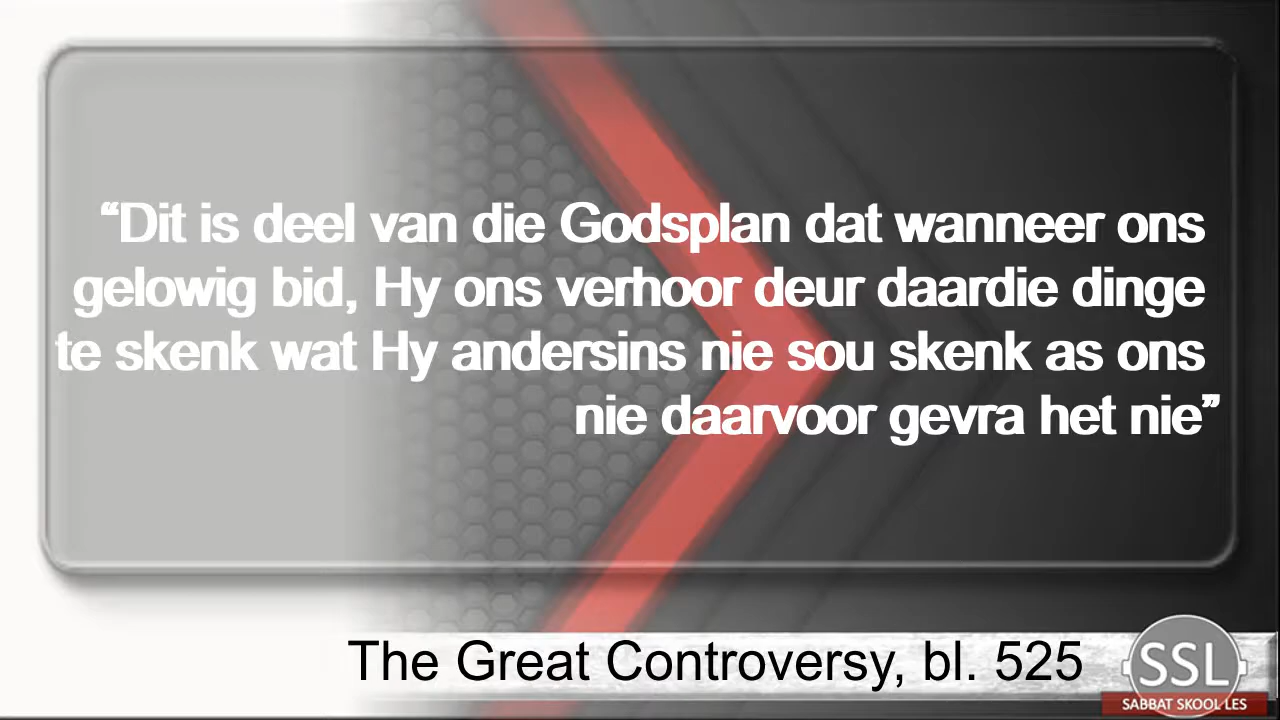 “Dit is deel van die Godsplan dat wanneer ons
gelowig bid, Hy ons verhoor deur daardie dinge
te skenk wat Hy andersins nie sou skenk as ons
nie daarvoor gevra het nie”
The Great Controversy, bl. 525
SSL
SABBAT SKOOL LES